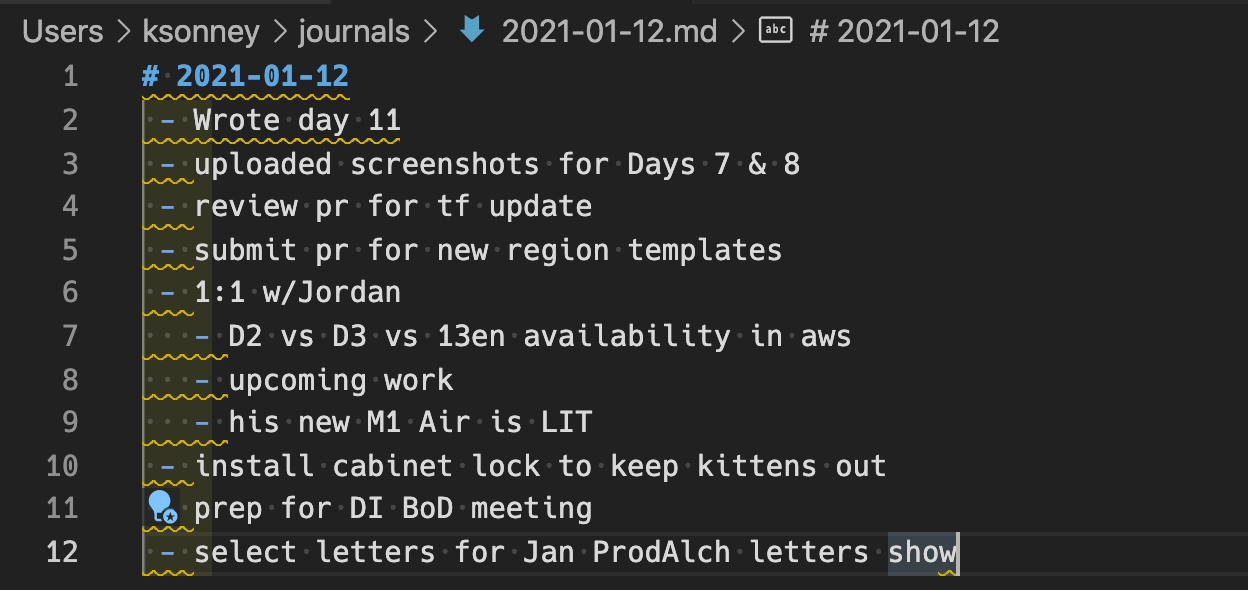 Users > ksonney > journals > 2021-01-12.md > abc # 2021-01-12
1 # 2021-01-12
2 - Wrote day 11
3 - uploaded screenshots for Days 7 & 8
4 - review pr for tf update
5 - submit pr for new region templates
6 - 1:1 w/Jordan
7 - D2 vs D3 vs 13en availability in aws
8 - upcoming work
9 - his new M1 Air is LIT
10 - install cabinet lock to keep kittens out
11 prep for DI BoD meeting
12 - select letters for Jan ProdAlch letters show